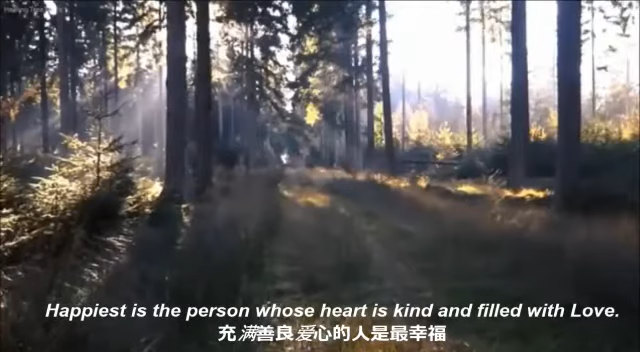 Happiest is the person whose heart is kind and filled with Love.
充满善良爱心的人是最幸福